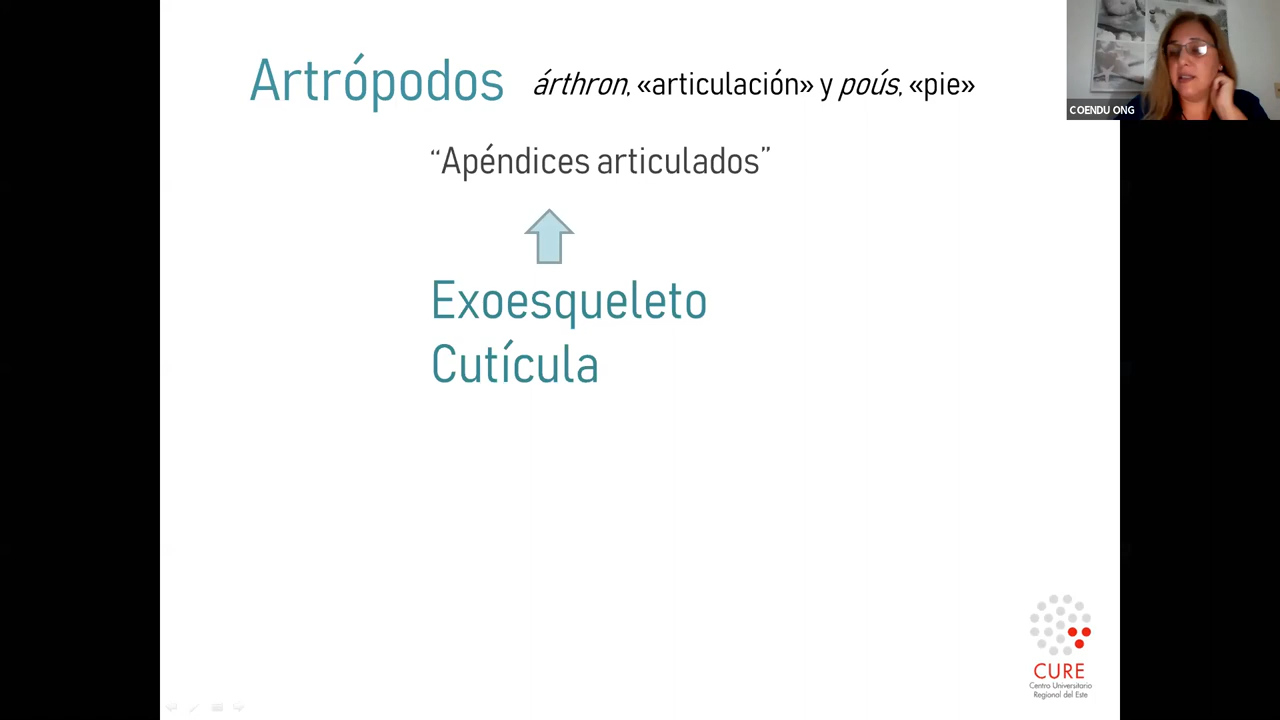 Artrópodos árthron, «articulación» y poús, «pie»
“Apéndices articulados”
Exoesqueleto
Cutícula
COENDU ONG
CURE
Centro Universitario
Regional del Este